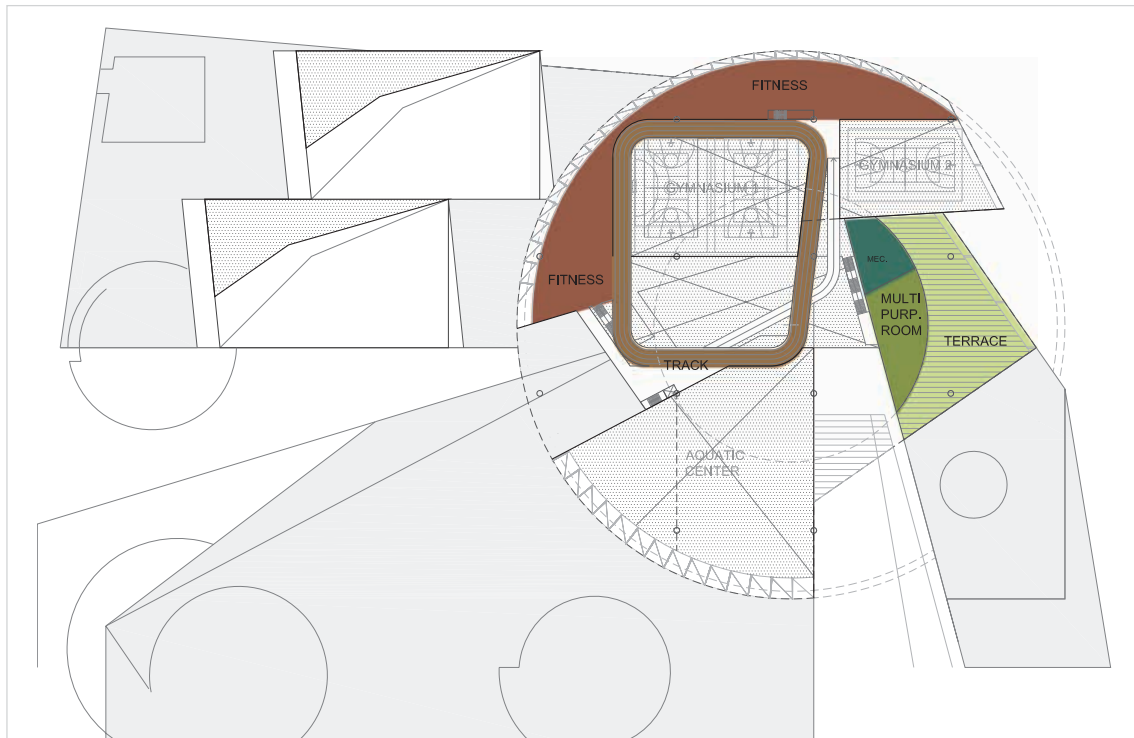 FITNESS
GYMNASIUM 1
GYMNASIUM 2
MEC.
FITNESS
MULTI
PURP.
ROOM
TERRACE
TRACK
AQUATIC
CENTER